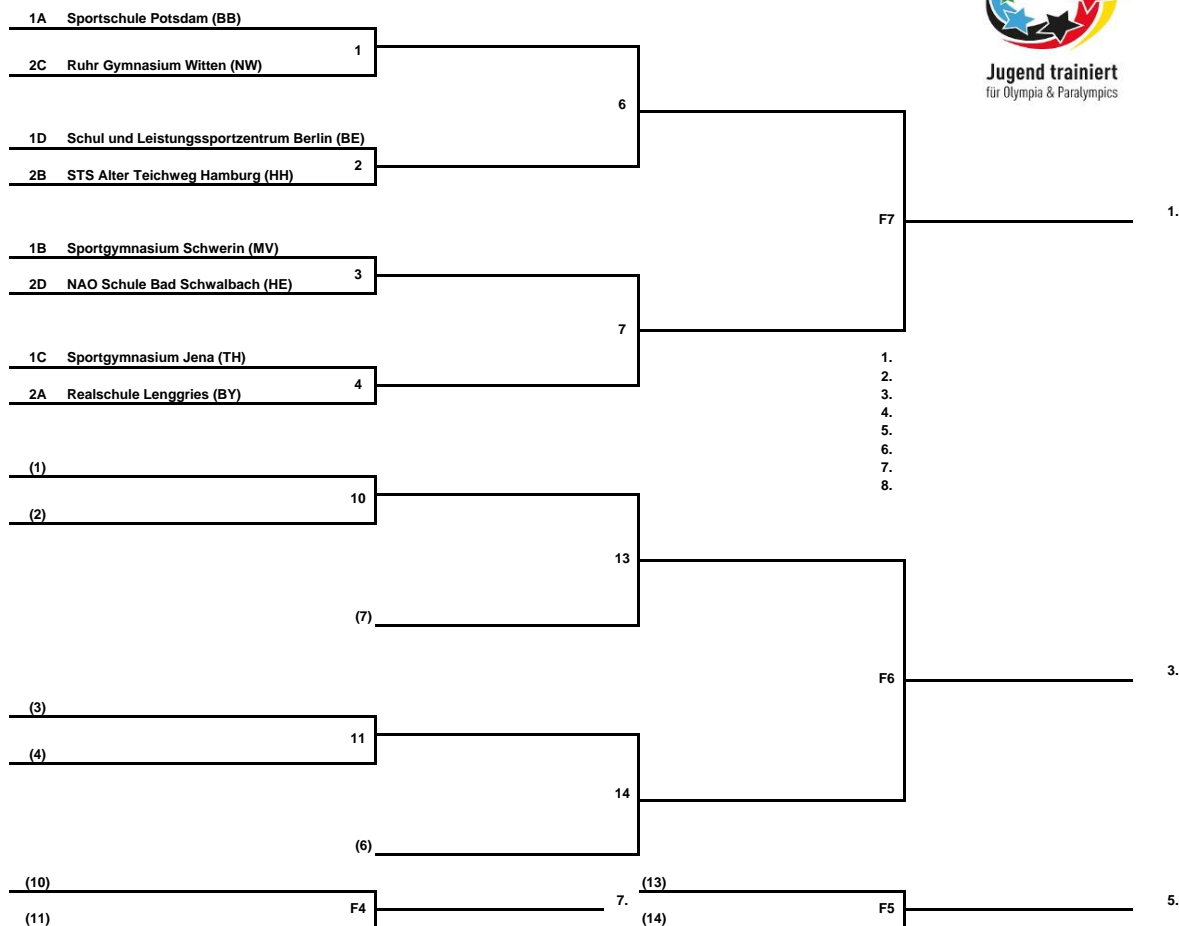 1A Sportschule Potsdam (BB)
1
2C Ruhr Gymnasium Witten (NW)
Jugend trainiert
für Olympia & Paralympics
6
1D Schul und Leistungssportzentrum Berlin (BE)
2
2B STS Alter Teichweg Hamburg (HH)
F7
1.
1B Sportgymnasium Schwerin (MV)
3
2D NAO Schule Bad Schwalbach (HE)
7
1C Sportgymnasium Jena (TH)
4
2A Realschule Lenggries (BY)
1.
2.
3.
4.
5.
6.
7.
8.
(1)
10
(2)
13
(7)
F6
3.
(3)
11
(4)
14
(6)
(10)
F4
7.
(11)
(13)
F5
5.
(14)